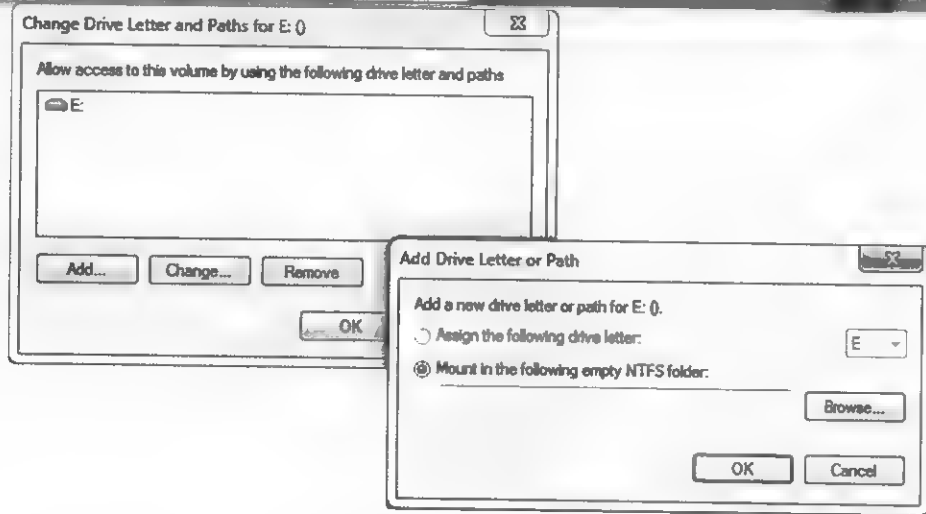 Change Drive Letter and Paths for E: ()
Allow access to this volume by using the following drive letter and paths
E:
Add...
Change...
Remove
OK
Add Drive Letter or Path
Add a new drive letter or path for E: ().
Assign the following drive letter:
E
Mount in the following empty NTFS folder:
Browse...
OK
Cancel